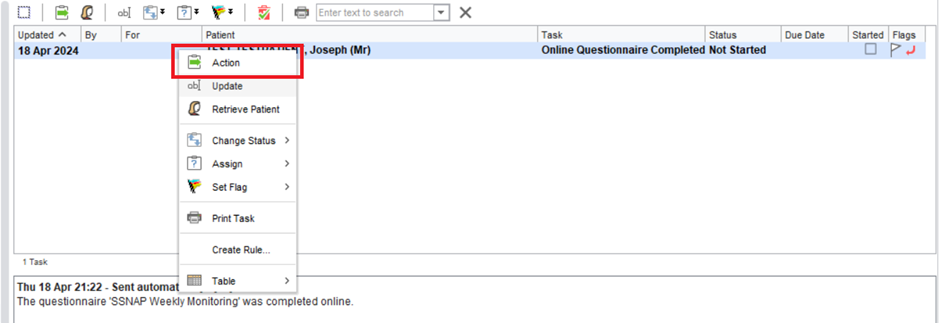 Enter text to search
Updated By For Patient Task Status Due Date Started Flags
18 Apr 2024 , Joseph (Mr) Online Questionnaire Completed Not Started
Action
Update
Retrieve Patient
Change Status
Assign
Set Flag
Print Task
Create Rule...
Table
1 Task
Thu 18 Apr 21:22 - Sent automat
The questionnaire 'SSNAP Weekly Monitoring' was completed online.